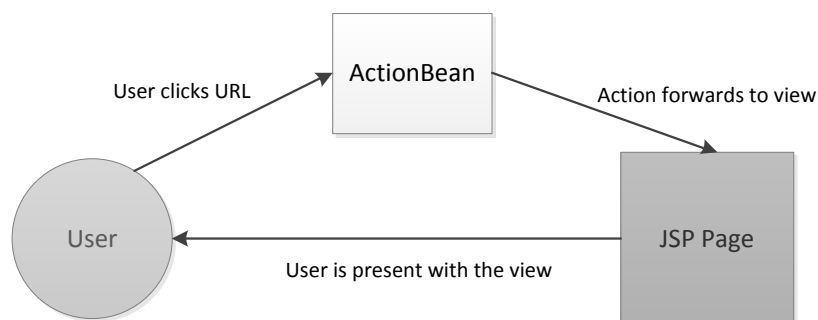 ActionBean
User clicks URL
Action forwards to view
User
JSP Page
User is present with the view